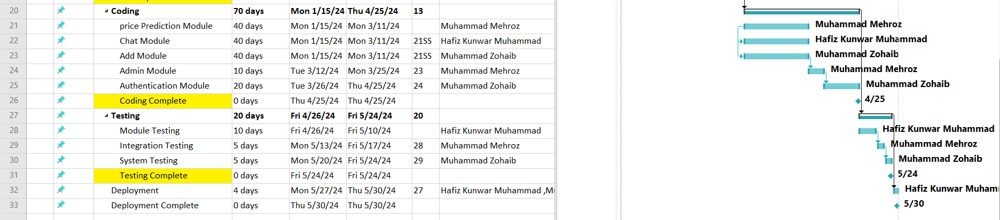 20 Coding 70 days Mon 1/15/24 Thu 4/25/24 13
21 price Prediction Module 40 days Mon 1/15/24 Mon 3/11/24 Muhammad Mehroz Muhammad Mehroz
22 Chat Module 40 days Mon 1/15/24 Mon 3/11/24 21SS Hafiz Kunwar Muhammad Hafiz Kunwar Muhammad
23 Add Module 40 days Mon 1/15/24 Mon 3/11/24 21SS Muhammad Zohaib Muhammad Zohaib
24 Admin Module 10 days Tue 3/12/24 Mon 3/25/24 23 Muhammad Mehroz Muhammad Mehroz
25 Authentication Module 20 days Tue 3/26/24 Thu 4/25/24 24 Muhammad Zohaib Muhammad Zohaib
26 Coding Complete 0 days Thu 4/25/24 Thu 4/25/24 4/25
27 Testing 20 days Fri 4/26/24 Fri 5/24/24 20
28 Module Testing 10 days Fri 4/26/24 Fri 5/10/24 Hafiz Kunwar Muhammad Hafiz Kunwar Muhammad
29 Integration Testing 5 days Mon 5/13/24 Fri 5/17/24 28 Muhammad Mehroz Muhammad Mehroz
30 System Testing 5 days Mon 5/20/24 Fri 5/24/24 29 Muhammad Zohaib Muhammad Zohaib
31 Testing Complete 0 days Fri 5/24/24 Fri 5/24/24 5/24
32 Deployment 4 days Mon 5/27/24 Thu 5/30/24 27 Hafiz Kunwar Muhammad ,M Hafiz Kunwar Muham
33 Deployment Complete 0 days Thu 5/30/24 Thu 5/30/24 5/30